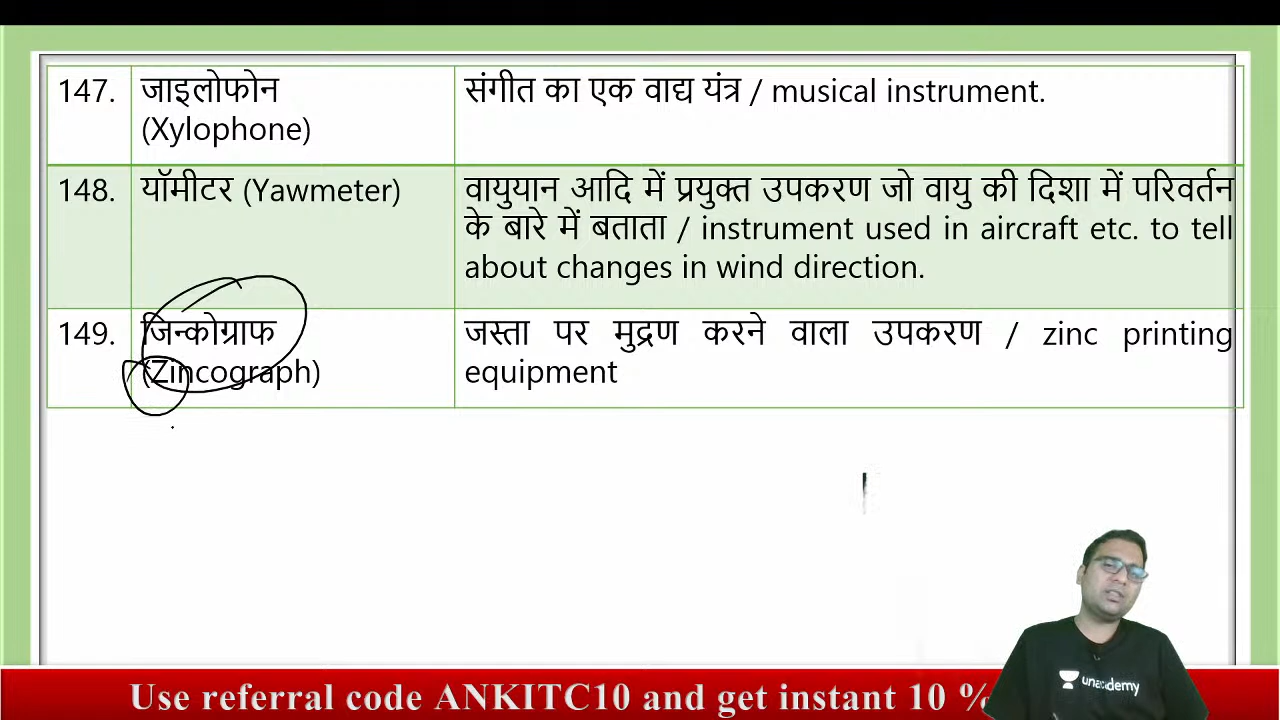 147.
जाइलोफोन
(Xylophone)
संगीत का एक वाद्य यंत्र / musical instrument.
148.
यॉमीटर (Yawmeter)
वायुयान आदि में प्रयुक्त उपकरण जो वायु की दिशा में परिवर्तन
के बारे में बताता / instrument used in aircraft etc. to tell
about changes in wind direction.
149.
जिन्कोग्राफ
(Zincograph)
जस्ता पर मुद्रण करने वाला उपकरण / zinc printing
equipment
unacademy
Use referral code ANKITC10 and get instant 10 %